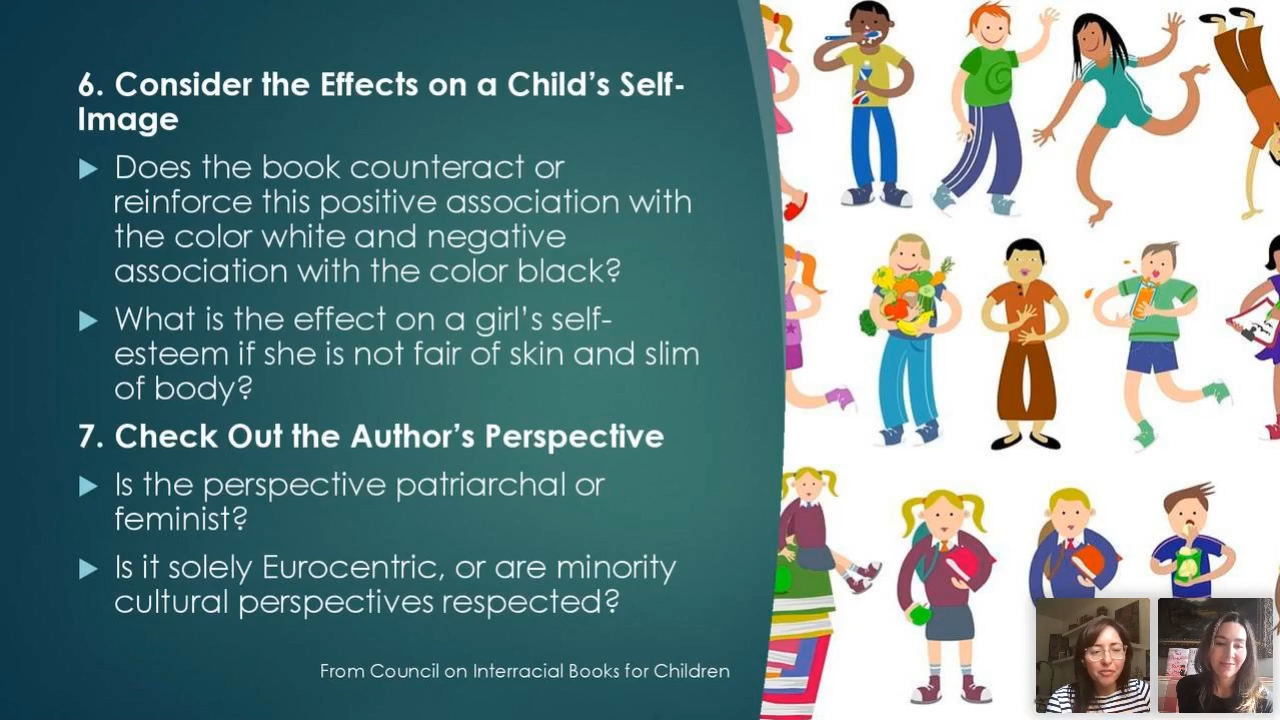 6. Consider the Effects on a Child's Self-
Image
Does the book counteract or
reinforce this positive association with
the color white and negative
association with the color black?
What is the effect on a girl's self-
esteem if she is not fair of skin and slim
of body?
7. Check Out the Author's Perspective
Is the perspective patriarchal or
feminist?
Is it solely Eurocentric, or are minority
cultural perspectives respected?
From Council on Interracial Books for Children